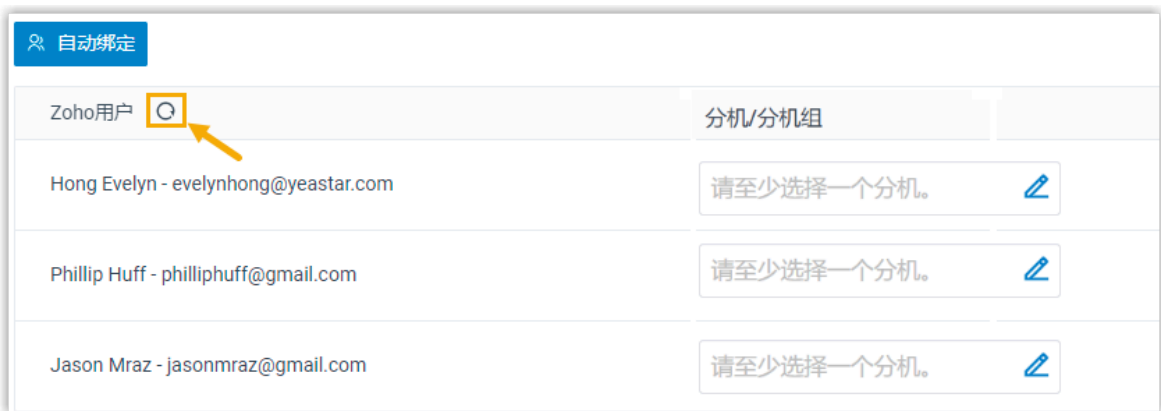 自动绑定
Zoho用户 分机/分机组
Hong Evelyn - evelynhong@yeastar.com 请至少选择一个分机。
Phillip Huff - philliphuff@gmail.com 请至少选择一个分机。
Jason Mraz - jasonmraz@gmail.com 请至少选择一个分机。